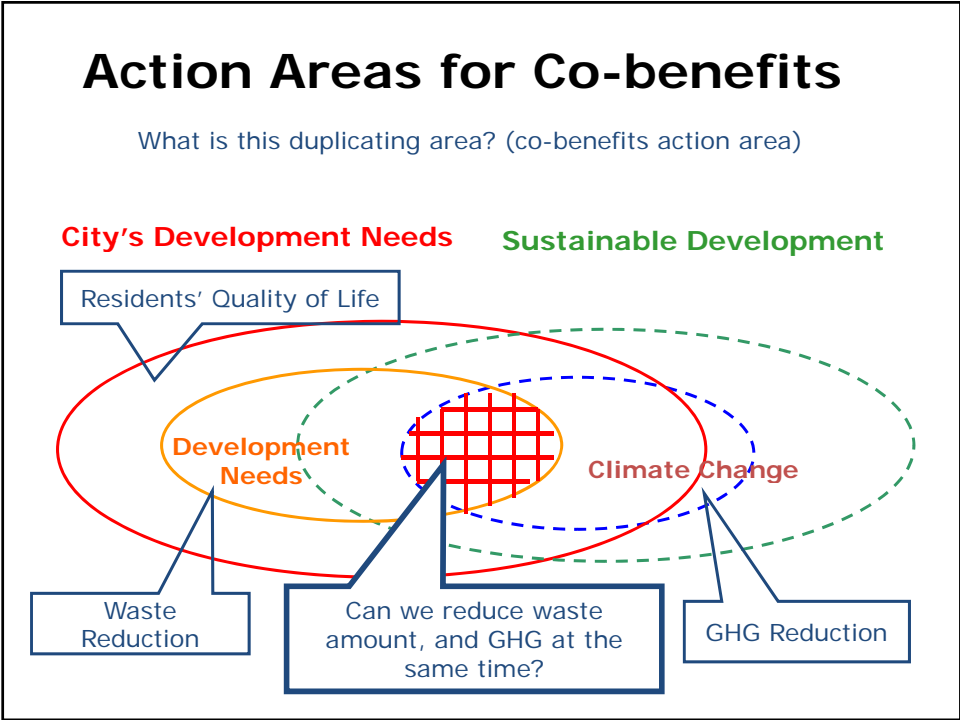 Action Areas for Co-benefits
What is this duplicating area? (co-benefits action area)
City's Development Needs
Sustainable Development
Residents' Quality of Life
Development
Needs
Climate Change
Waste
Reduction
Can we reduce waste
amount, and GHG at the
same time?
GHG Reduction